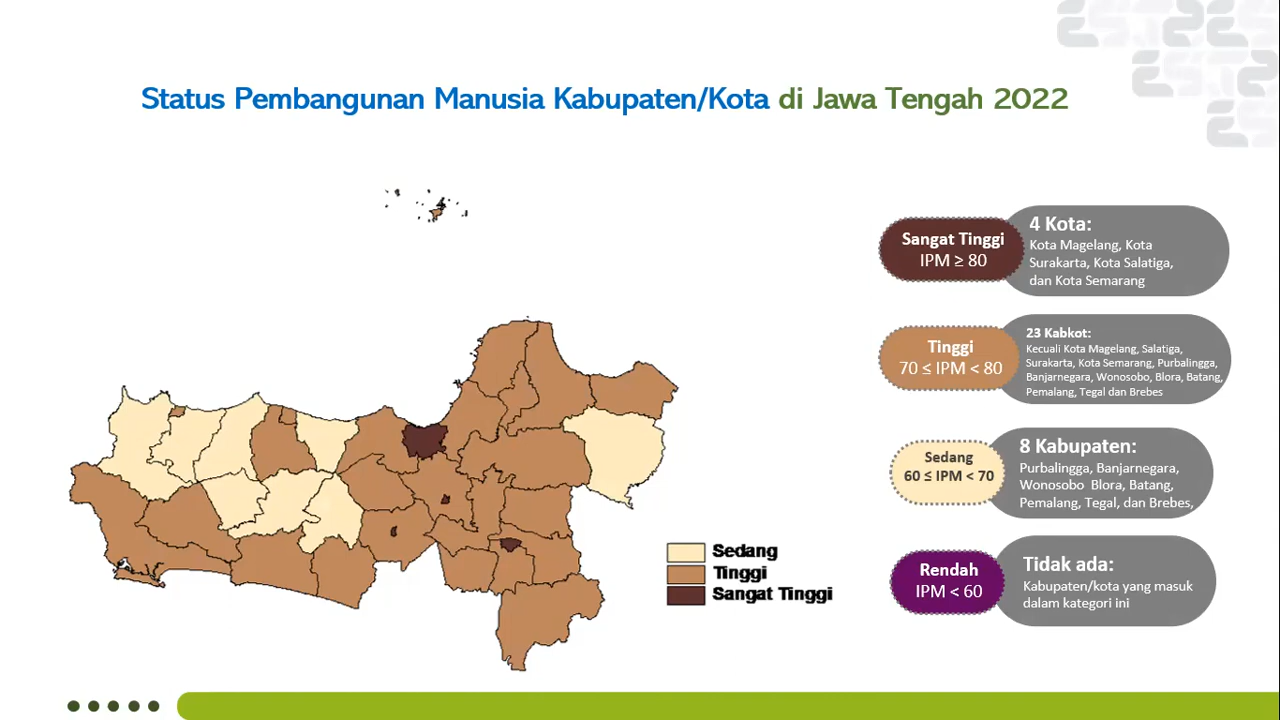 Status Pembangunan Manusia Kabupaten/Kota di Jawa Tengah 2022
Sangat Tinggi
IPM ≥ 80
4 Kota:
Kota Magelang, Kota
Surakarta, Kota Salatiga,
dan Kota Semarang
Tinggi
70 ≤ IPM < 80
23 Kabkot:
Kecuali Kota Magelang, Salatiga,
Surakarta, Kota Semarang, Purbalingga,
Banjarnegara, Wonosobo, Blora, Batang,
Pemalang, Tegal dan Brebes
Sedang
60 ≤ IPM < 70
8 Kabupaten:
Purbalingga, Banjarnegara,
Wonosobo Blora, Batang,
Pemalang, Tegal, dan Brebes,
Rendah
IPM < 60
Tidak ada:
Kabupaten/kota yang masuk
dalam kategori ini
Sedang
Tinggi
Sangat Tinggi